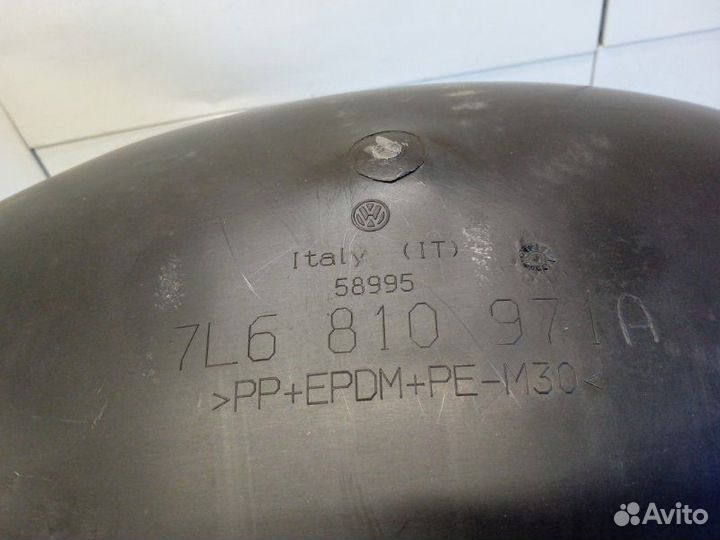 Italy (IT)
58995
7L6 810 971A
>PP+EPDM+PE-M30<
Avito